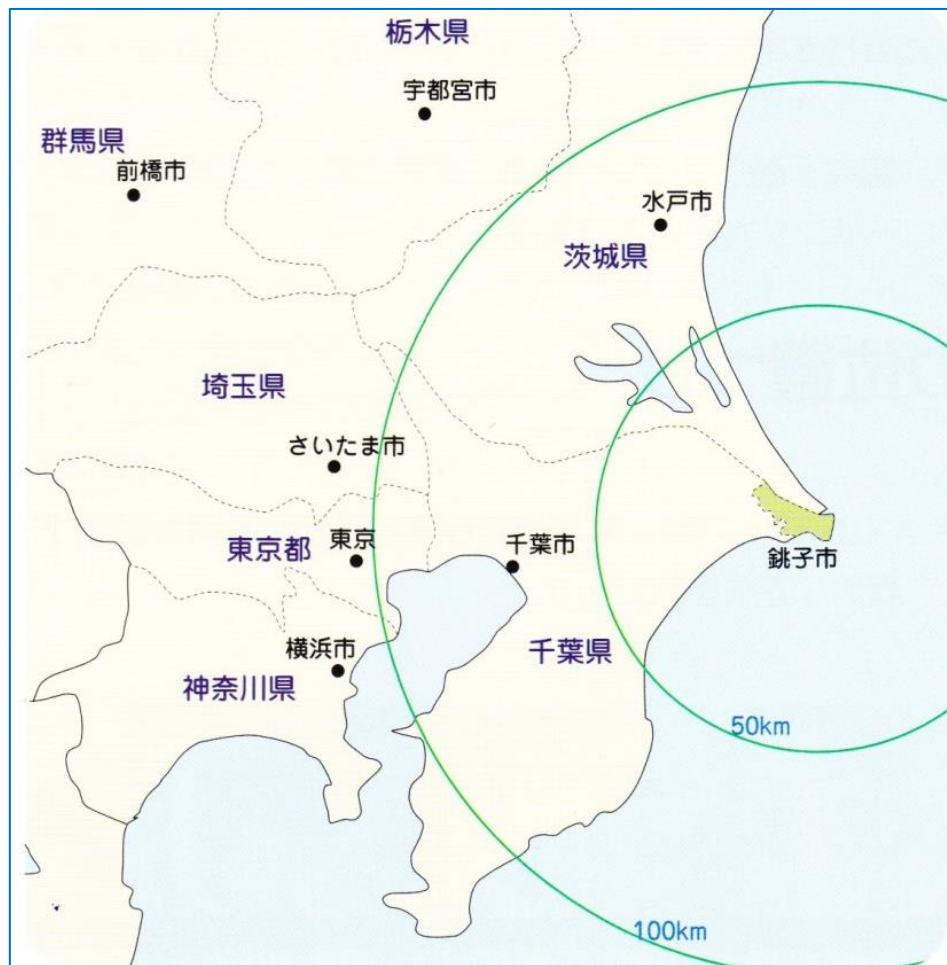 栃木県
宇都宮市
群馬県
前橋市
水戸市
茨城県
埼玉県
さいたま市
東京都
東京
千葉市
銚子市
横浜市
千葉県
神奈川県
50km
100km